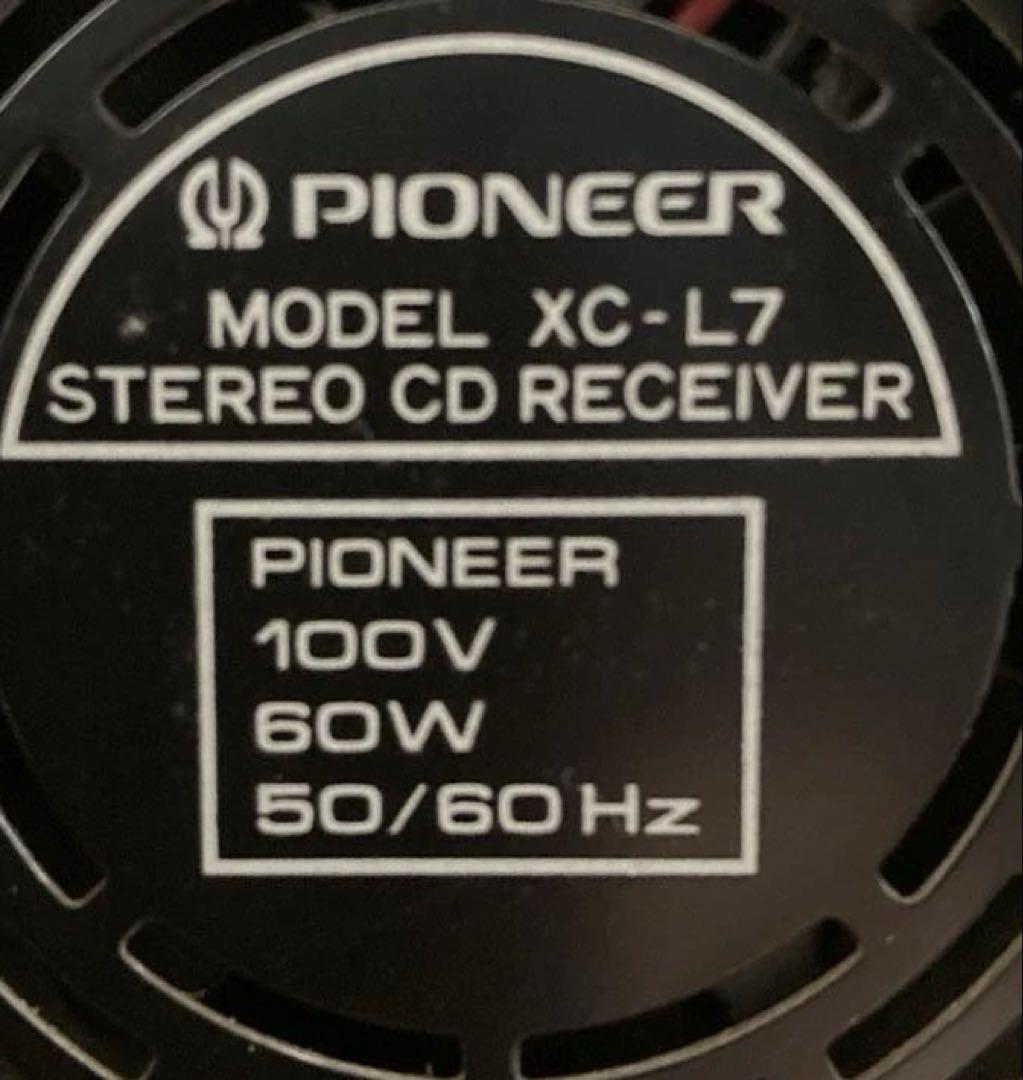 PIONEER
MODEL XC-L7
STEREO CD RECEIVER
PIONEER
100V
60W
50/60Hz